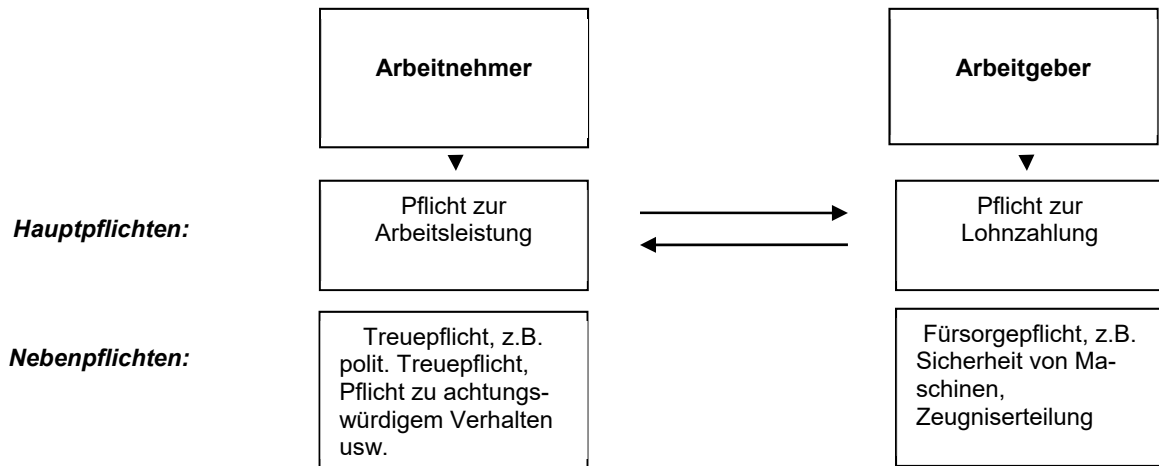 Arbeitnehmer
Arbeitgeber
Hauptpflichten:
Pflicht zur
Arbeitsleistung
Pflicht zur
Lohnzahlung
Nebenpflichten:
Treuepflicht, z.B.
polit. Treuepflicht,
Pflicht zu achtungs-
würdigem Verhalten
usw.
Fürsorgepflicht, z.B.
Sicherheit von Ma-
schinen,
Zeugniserteilung